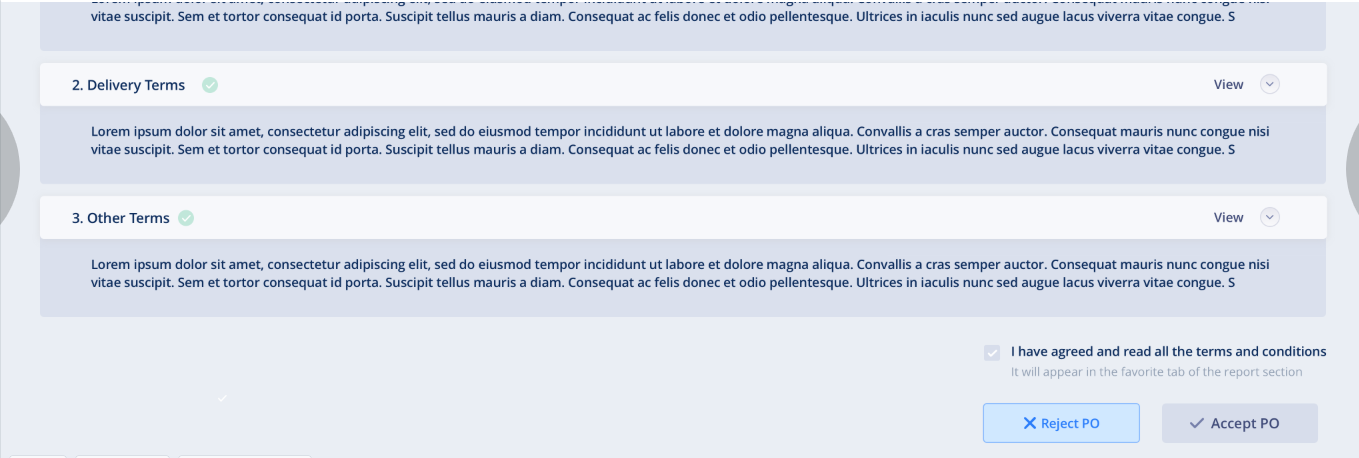 vitae suscipit. Sem et tortor consequat id porta. Suscipit tellus mauris a diam. Consequat ac felis donec et odio pellentesque. Ultrices in iaculis nunc sed augue lacus viverra vitae congue. S
2. Delivery Terms View
Lorem ipsum dolor sit amet, consectetur adipiscing elit, sed do eiusmod tempor incididunt ut labore et dolore magna aliqua. Convallis a cras semper auctor. Consequat mauris nunc congue nisi
vitae suscipit. Sem et tortor consequat id porta. Suscipit tellus mauris a diam. Consequat ac felis donec et odio pellentesque. Ultrices in iaculis nunc sed augue lacus viverra vitae congue. S
3. Other Terms View
Lorem ipsum dolor sit amet, consectetur adipiscing elit, sed do eiusmod tempor incididunt ut labore et dolore magna aliqua. Convallis a cras semper auctor. Consequat mauris nunc congue nisi
vitae suscipit. Sem et tortor consequat id porta. Suscipit tellus mauris a diam. Consequat ac felis donec et odio pellentesque. Ultrices in iaculis nunc sed augue lacus viverra vitae congue. S
I have agreed and read all the terms and conditions
It will appear in the favorite tab of the report section
Reject PO Accept PO